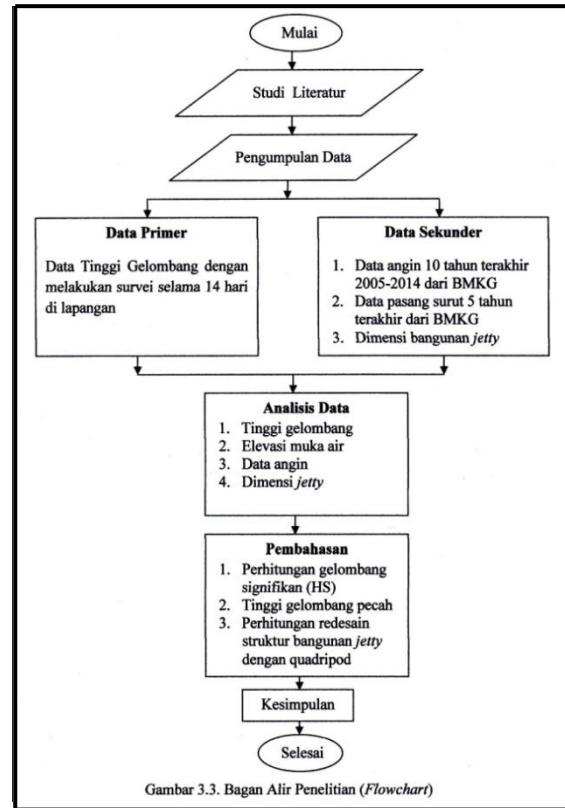 Mulai
Studi Literatur
Pengumpulan Data
Data Primer
Data Tinggi Gelombang dengan
melakukan survei selama 14 hari
di lapangan
Data Sekunder
1. Data angin 10 tahun terakhir
2005-2014 dari BMKG
2. Data pasang surut 5 tahun
terakhir dari BMKG
3. Dimensi bangunan jetty
Analisis Data
1. Tinggi gelombang
2. Elevasi muka air
3. Data angin
4. Dimensi jetty
Pembahasan
1. Perhitungan gelombang
signifikan (HS)
2. Tinggi gelombang pecah
3. Perhitungan redesain
struktur bangunan jetty
dengan quadripod
Kesimpulan
Selesai
Gambar 3.3. Bagan Alir Penelitian (Flowchart)